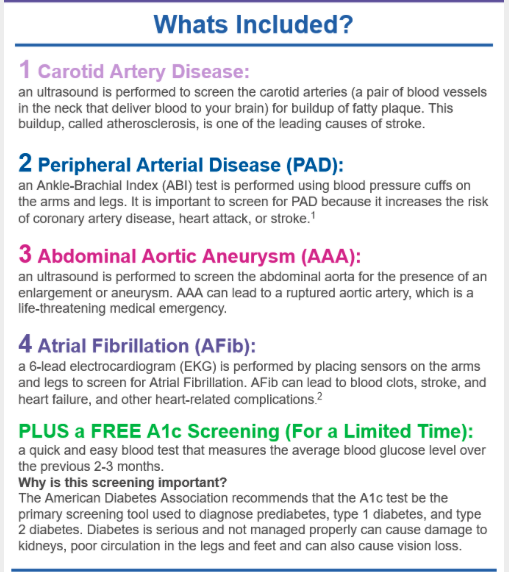 Whats Included?
1 Carotid Artery Disease:
an ultrasound is performed to screen the carotid arteries (a pair of blood vessels
in the neck that deliver blood to your brain) for buildup of fatty plaque. This
buildup, called atherosclerosis, is one of the leading causes of stroke.
2 Peripheral Arterial Disease (PAD):
an Ankle-Brachial Index (ABI) test is performed using blood pressure cuffs on
the arms and legs. It is important to screen for PAD because it increases the risk
of coronary artery disease, heart attack, or stroke.¹
3 Abdominal Aortic Aneurysm (AAA):
an ultrasound is performed to screen the abdominal aorta for the presence of an
enlargement or aneurysm. AAA can lead to a ruptured aortic artery, which is a
life-threatening medical emergency.
4 Atrial Fibrillation (AFib):
a 6-lead electrocardiogram (EKG) is performed by placing sensors on the arms
and legs to screen for Atrial Fibrillation. AFib can lead to blood clots, stroke, and
heart failure, and other heart-related complications.²
PLUS a FREE A1c Screening (For a Limited Time):
a quick and easy blood test that measures the average blood glucose level over
the previous 2-3 months.
Why is this screening important?
The American Diabetes Association recommends that the A1c test be the
primary screening tool used to diagnose prediabetes, type 1 diabetes, and type
2 diabetes. Diabetes is serious and not managed properly can cause damage to
kidneys, poor circulation in the legs and feet and can also cause vision loss.